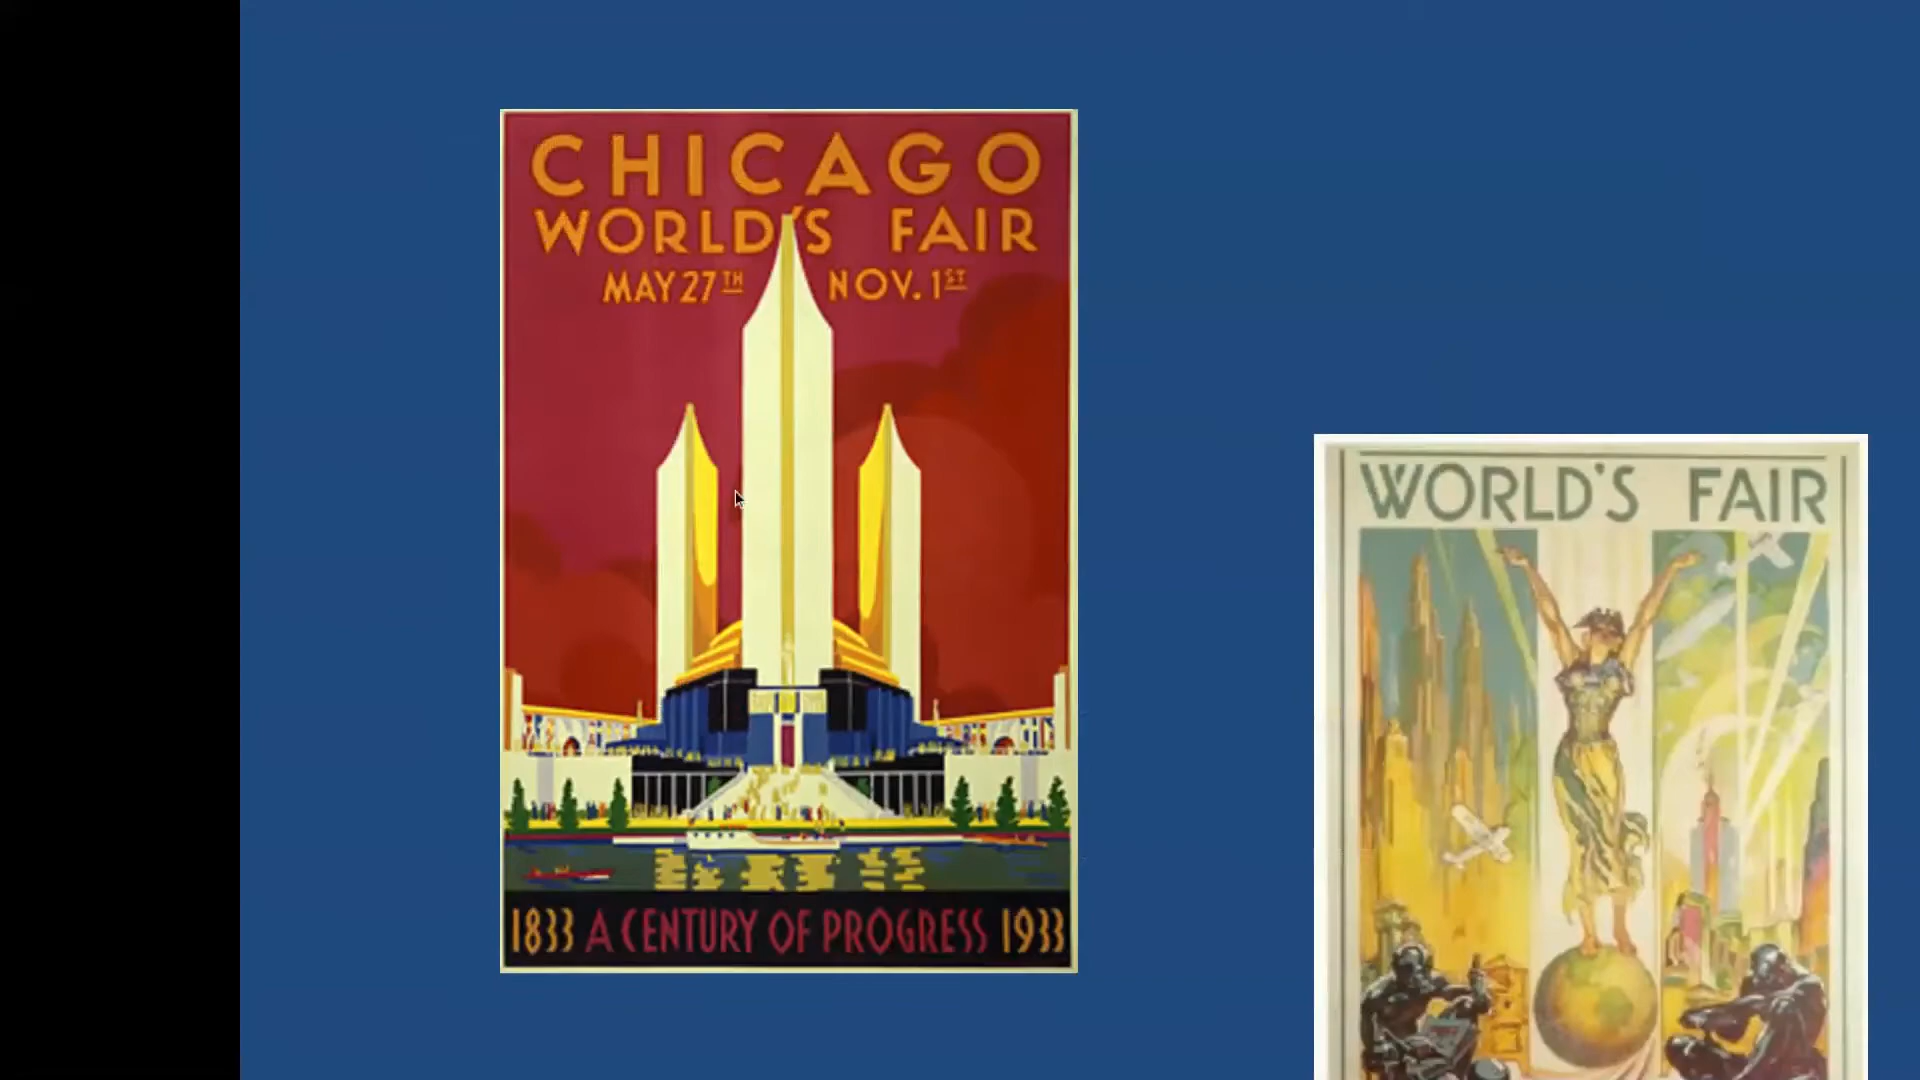 CHICAGO
WORLD'S FAIR
MAY 27TH NOV. 1ST
1833 A CENTURY OF PROGRESS 1933
WORLD'S FAIR